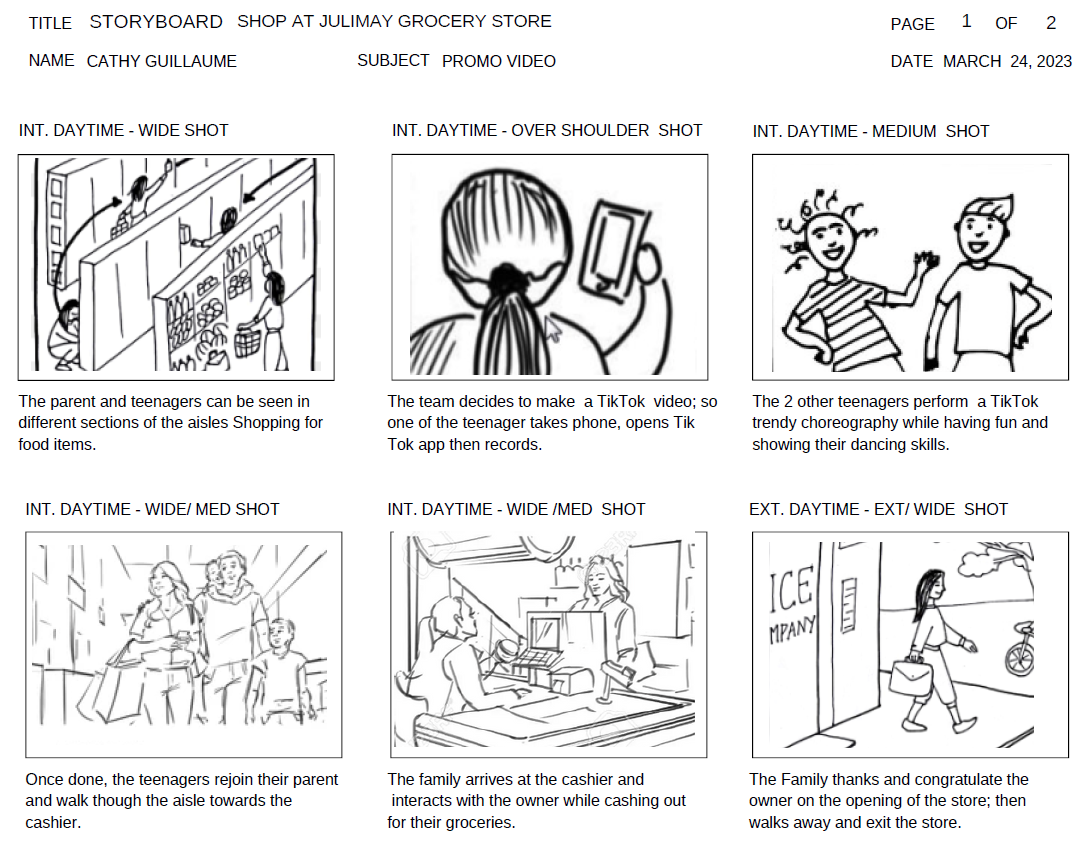 TITLE STORYBOARD SHOP AT JULIMAY GROCERY STORE PAGE 1 OF 2
NAME CATHY GUILLAUME SUBJECT PROMO VIDEO DATE MARCH 24, 2023
INT. DAYTIME - WIDE SHOT
The parent and teenagers can be seen in
different sections of the aisles Shopping for
food items.
INT. DAYTIME - OVER SHOULDER SHOT
The team decides to make a TikTok video; so
one of the teenager takes phone, opens Tik
Tok app then records.
INT. DAYTIME - MEDIUM SHOT
The 2 other teenagers perform a TikTok
trendy choreography while having fun and
showing their dancing skills.
INT. DAYTIME - WIDE/ MED SHOT
Once done, the teenagers rejoin their parent
and walk though the aisle towards the
cashier.
INT. DAYTIME - WIDE /MED SHOT
The family arrives at the cashier and
interacts with the owner while cashing out
for their groceries.
EXT. DAYTIME - EXT/ WIDE SHOT
ICE
MPANY
The Family thanks and congratulate the
owner on the opening of the store; then
walks away and exit the store.